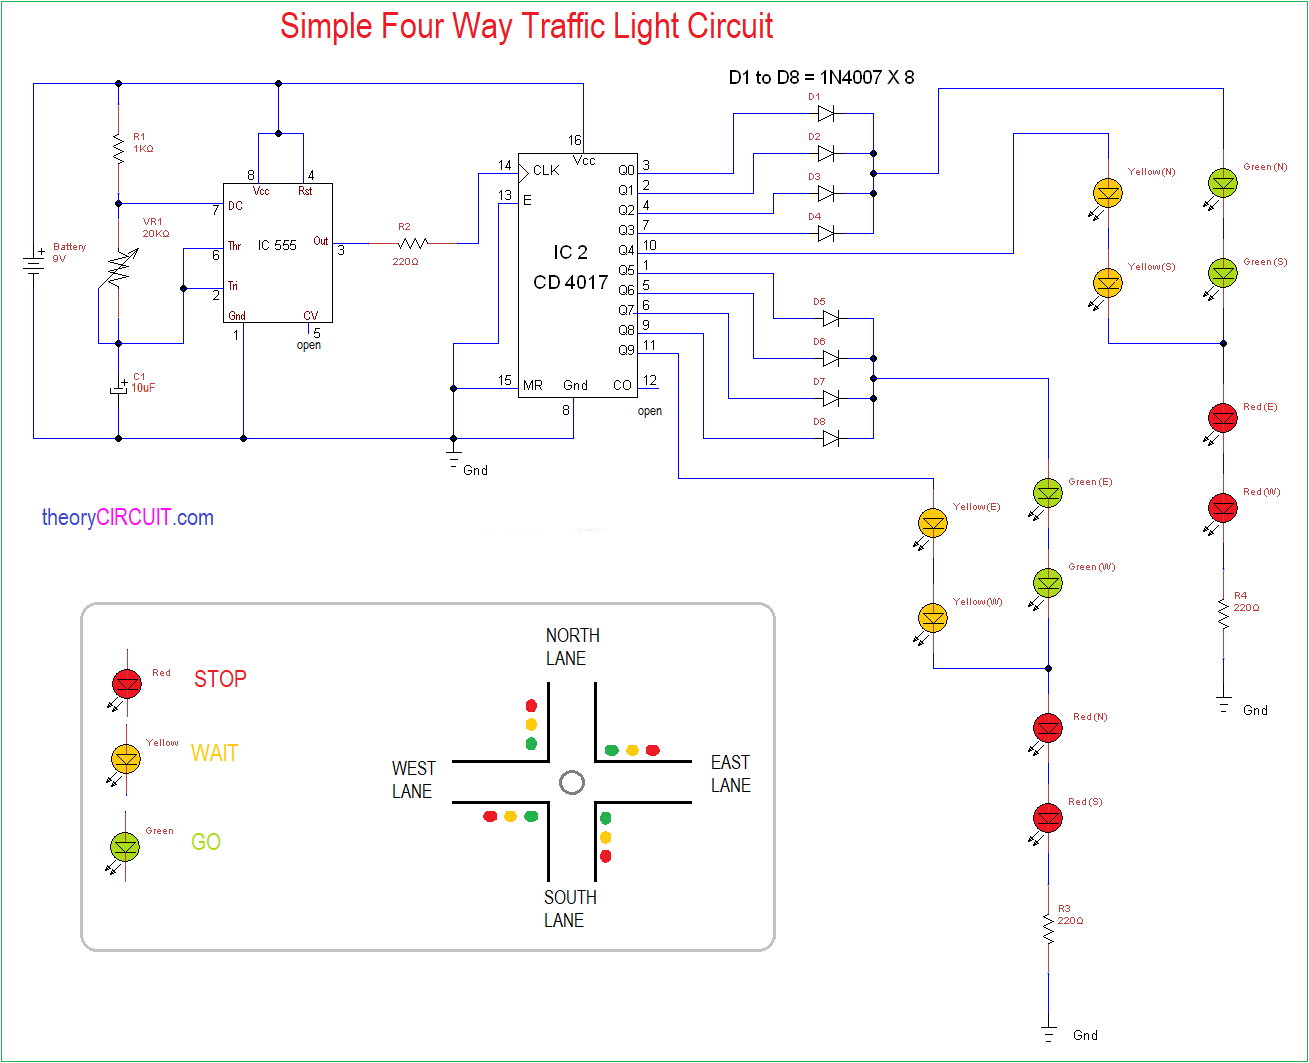 Simple Four Way Traffic Light Circuit
D1 to D8 = 1N4007 X 8
R1
1KΩ
VR1
20KΩ
Battery
9V
+
C1
10uF
+
8
4
Vcc
Rst
7
DC
Thr
6
IC 555
Out
3
Tri
2
Gnd
CV
1
5
open
R2
220Ω
16
Vcc
14
CLK
13
E
IC 2
CD 4017
15
MR
Gnd
CO
12
8
open
Gnd
Q0
3
Q1
2
Q2
4
Q3
7
Q4
10
Q5
1
Q6
5
Q7
6
Q8
9
Q9
11
D1
D2
D3
D4
D5
D6
D7
D8
Yellow(N)
Green(N)
Yellow(S)
Green(S)
Red(E)
Red(W)
R4
220Ω
Gnd
Yellow(E)
Green(E)
Yellow(W)
Green(W)
Red(N)
Red(S)
R3
220Ω
Gnd
theoryCIRCUIT.com
Red
STOP
Yellow
WAIT
Green
GO
NORTH
LANE
WEST
LANE
EAST
LANE
SOUTH
LANE